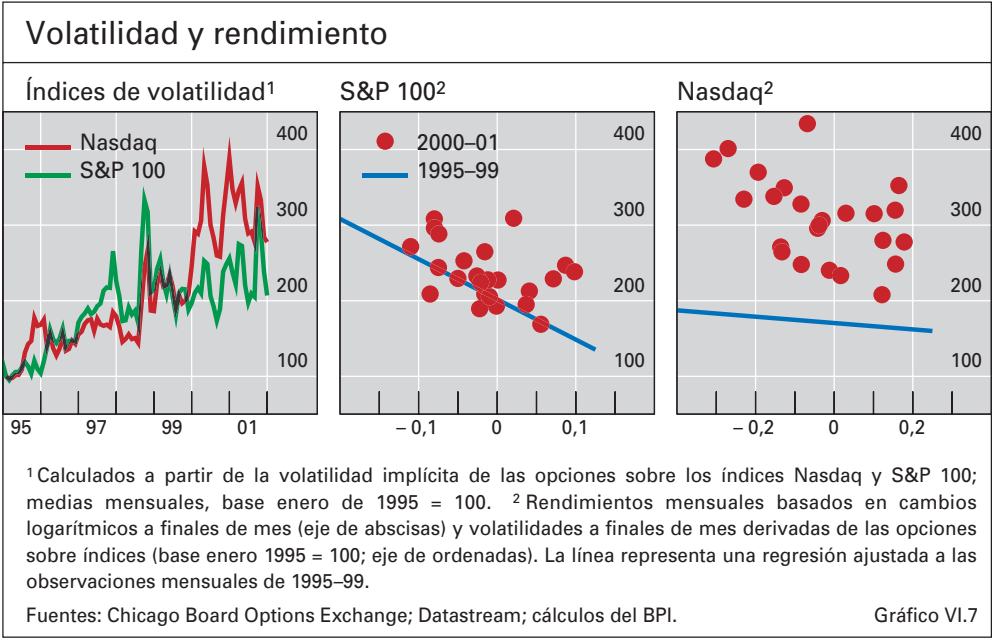 Volatilidad y rendimiento
Índices de volatilidad¹
Nasdaq
S&P 100
400
300
200
100
95 97 99 01
S&P 100²
2000–01
1995–99
400
300
200
100
– 0,1 0 0,1
Nasdaq²
400
300
200
100
– 0,2 0 0,2
¹ Calculados a partir de la volatilidad implícita de las opciones sobre los índices Nasdaq y S&P 100;
medias mensuales, base enero de 1995 = 100. ² Rendimientos mensuales basados en cambios
logarítmicos a finales de mes (eje de abscisas) y volatilidades a finales de mes derivadas de las opciones
sobre índices (base enero 1995 = 100; eje de ordenadas). La línea representa una regresión ajustada a las
observaciones mensuales de 1995–99.
Fuentes: Chicago Board Options Exchange; Datastream; cálculos del BPI. Gráfico VI.7